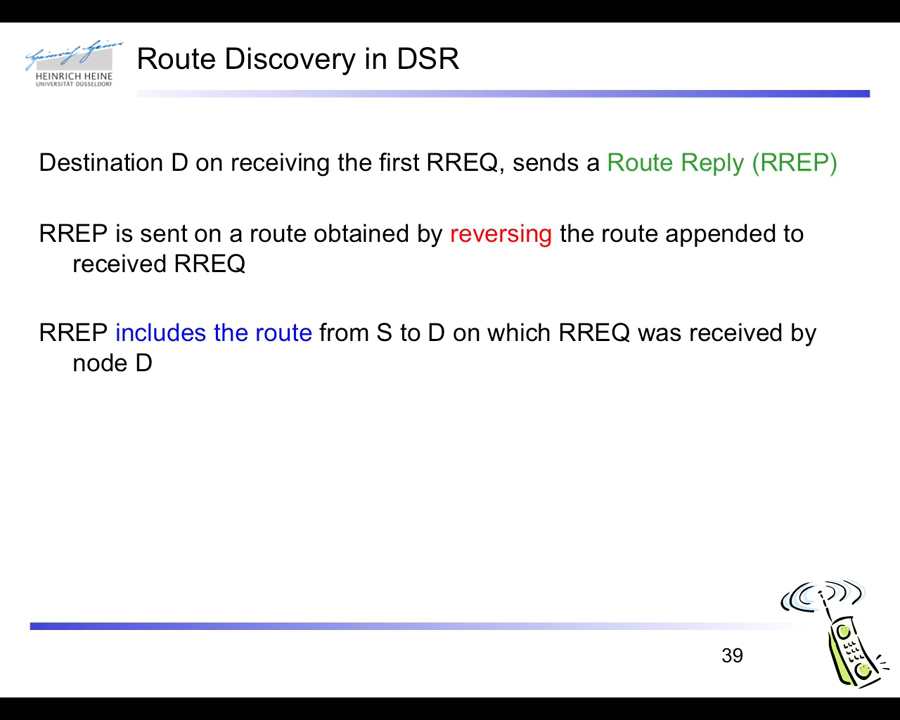 Heinrich Heine
HEINRICH HEINE
UNIVERSITÄT DÜSSELDORF
Route Discovery in DSR
Destination D on receiving the first RREQ, sends a Route Reply (RREP)
RREP is sent on a route obtained by reversing the route appended to
received RREQ
RREP includes the route from S to D on which RREQ was received by
node D
39